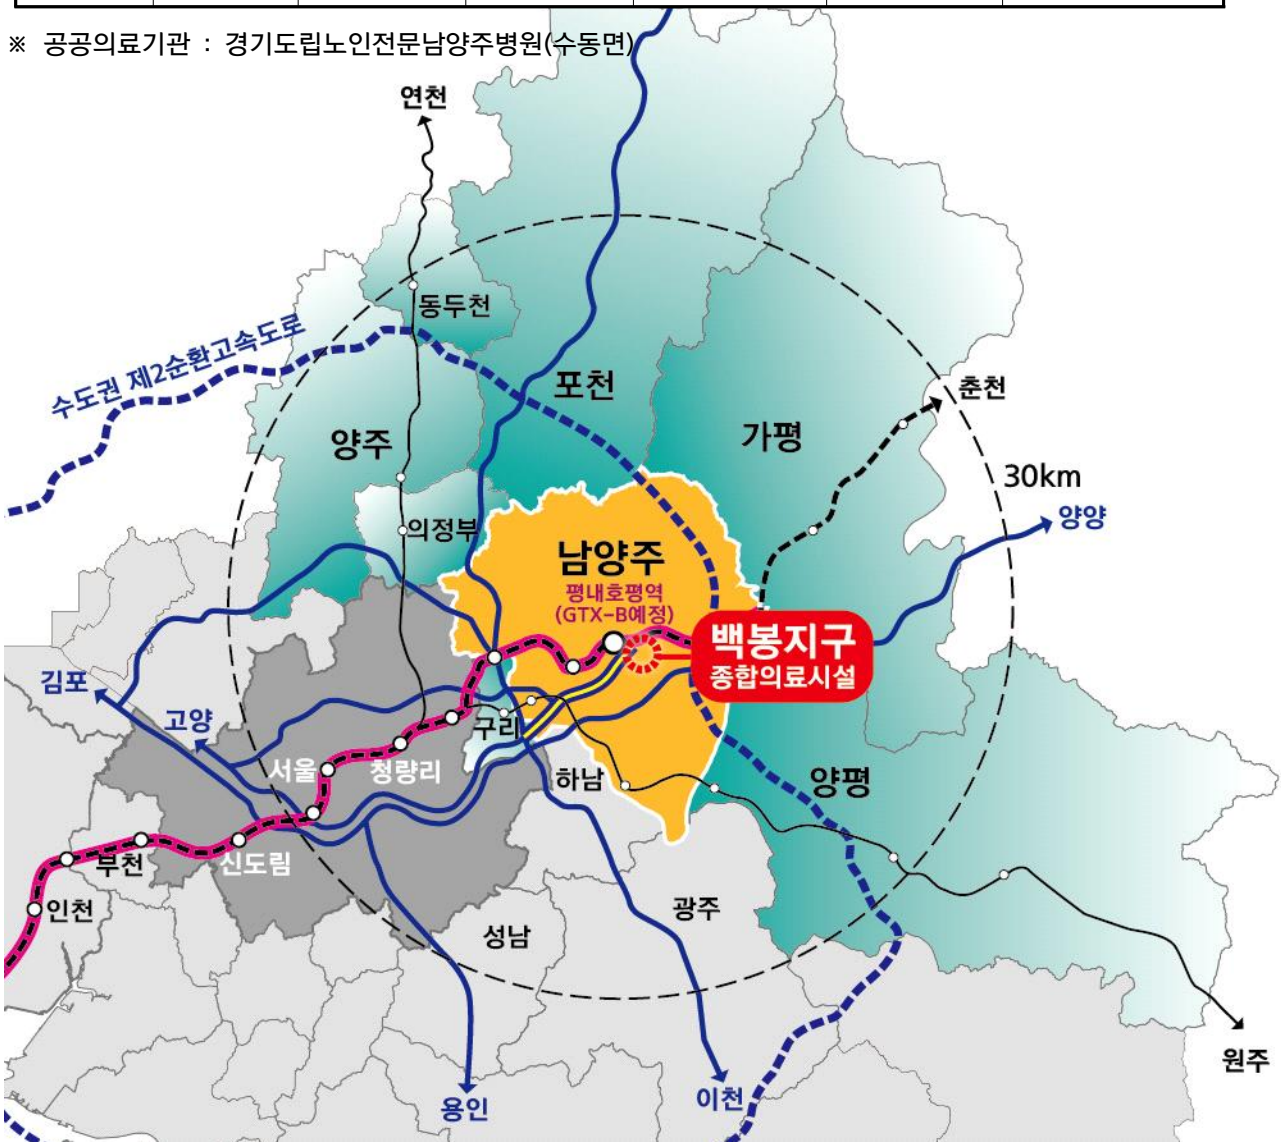 ※ 공공의료기관 : 경기도립노인전문남양주병원(수동면)
연천
동두천
수도권 제2순환고속도로
포천
춘천
양주
가평
30km
양양
의정부
남양주
평내호평역
(GTX-B예정)
백봉지구
종합의료시설
김포
고양
구리
서울
청량리
하남
양평
부천
신도림
인천
광주
성남
원주
용인
이천